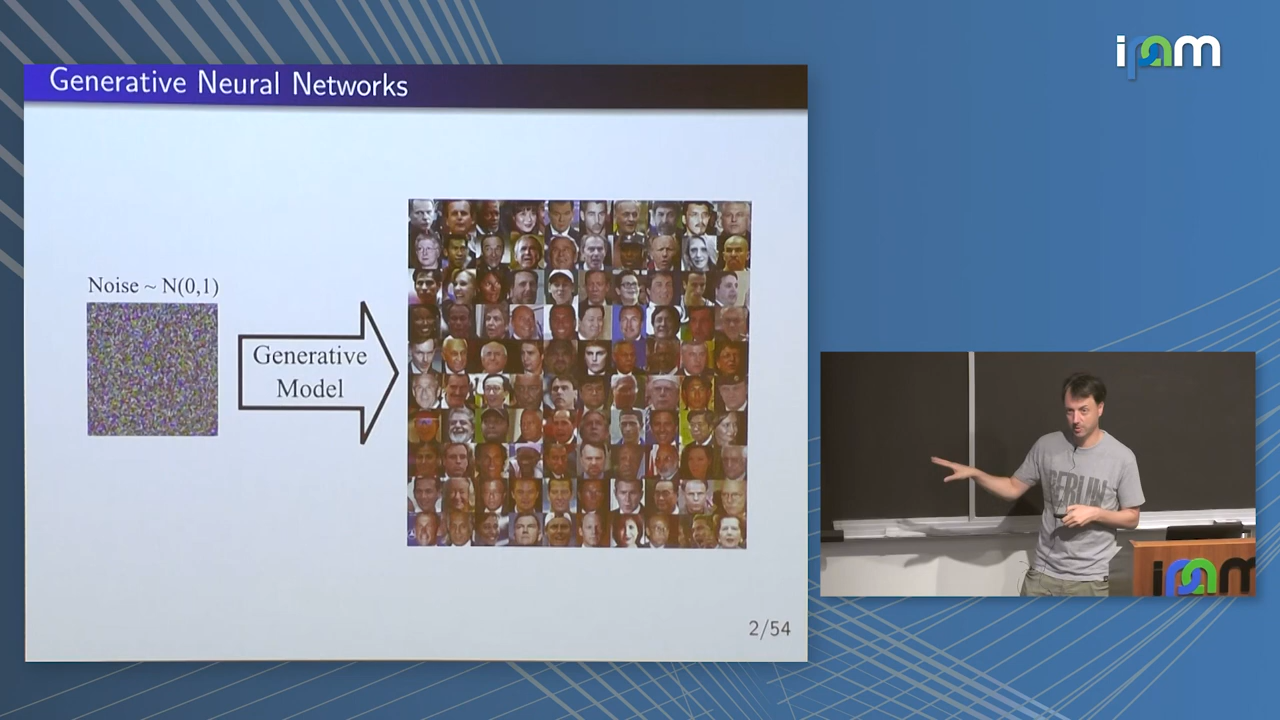 Generative Neural Networks
ipam
Noise ~ N(0,1)
Generative
Model
BERLIN
2/54
ipam